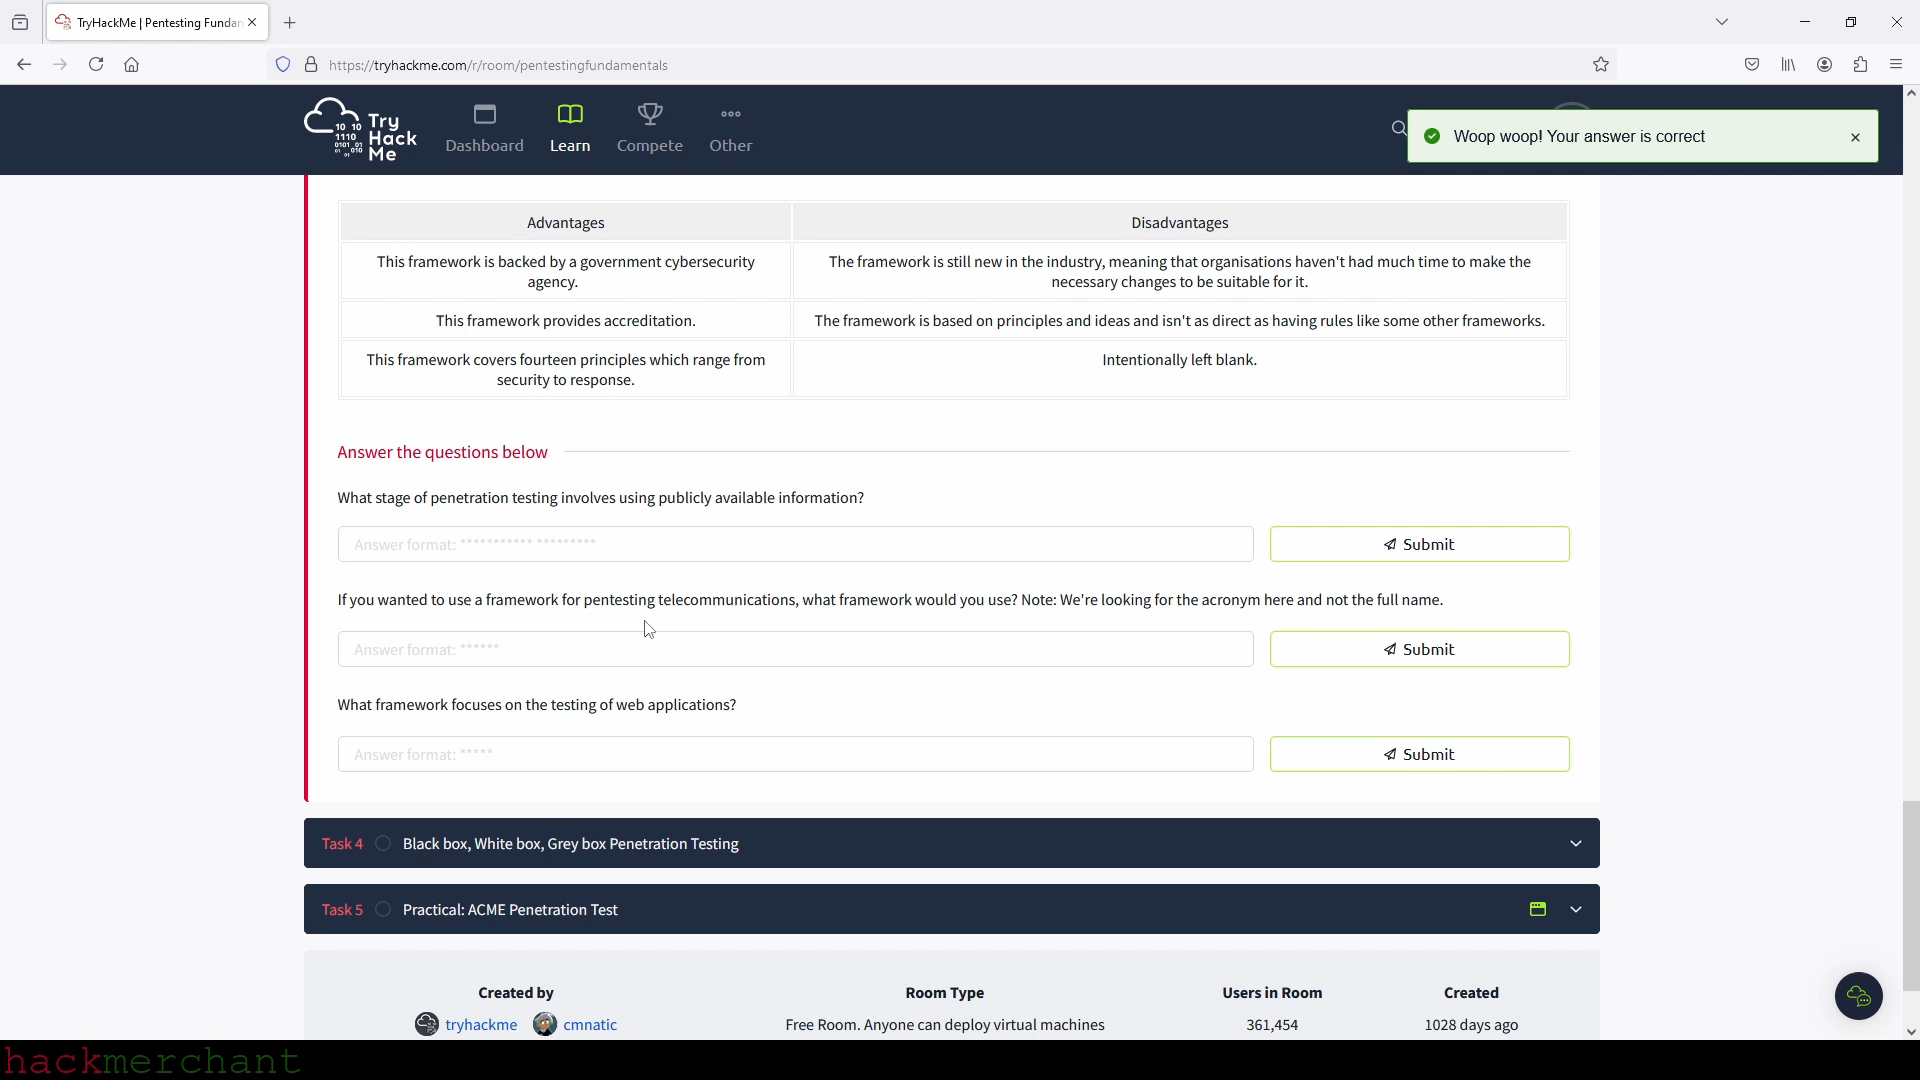 TryHackMe | Pentesting Fundar
https://tryhackme.com/r/room/pentestingfundamentals
10 10
1110
0101 01
01 010
Try
Hack
Me
Dashboard
Learn
Compete
Other
Woop woop! Your answer is correct
Advantages
Disadvantages
This framework is backed by a government cybersecurity
agency.
The framework is still new in the industry, meaning that organisations haven't had much time to make the
necessary changes to be suitable for it.
This framework provides accreditation.
The framework is based on principles and ideas and isn't as direct as having rules like some other frameworks.
This framework covers fourteen principles which range from
security to response.
Intentionally left blank.
Answer the questions below
What stage of penetration testing involves using publicly available information?
Answer format: *********** *********
Submit
If you wanted to use a framework for pentesting telecommunications, what framework would you use? Note: We're looking for the acronym here and not the full name.
Answer format: ******
Submit
What framework focuses on the testing of web applications?
Answer format: *****
Submit
Task 4
Black box, White box, Grey box Penetration Testing
Task 5
Practical: ACME Penetration Test
Created by
Room Type
Users in Room
Created
tryhackme
cmnatic
Free Room. Anyone can deploy virtual machines
361,454
1028 days ago
hackmerchant